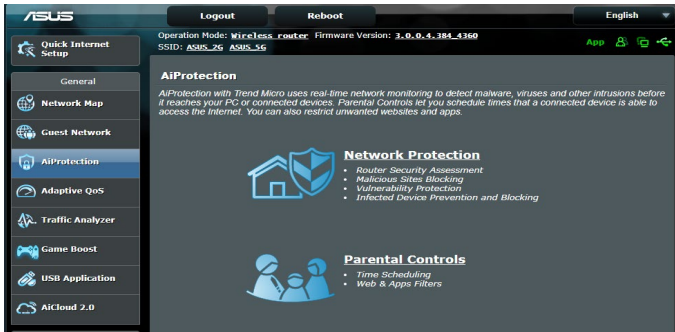 ASUS
Logout
Reboot
English
Quick Internet
Setup
Operation Mode: Wireless router Firmware Version: 3.0.0.4.384_4360
SSID: ASUS_2G ASUS_5G
App
General
Network Map
Guest Network
AiProtection
Adaptive QoS
Traffic Analyzer
Game Boost
USB Application
AiCloud 2.0
AiProtection
AiProtection with Trend Micro uses real-time network monitoring to detect malware, viruses and other intrusions before
it reaches your PC or connected devices. Parental Controls let you schedule times that a connected device is able to
access the Internet. You can also restrict unwanted websites and apps.
Network Protection
• Router Security Assessment
• Malicious Sites Blocking
• Vulnerability Protection
• Infected Device Prevention and Blocking
Parental Controls
• Time Scheduling
• Web & Apps Filters